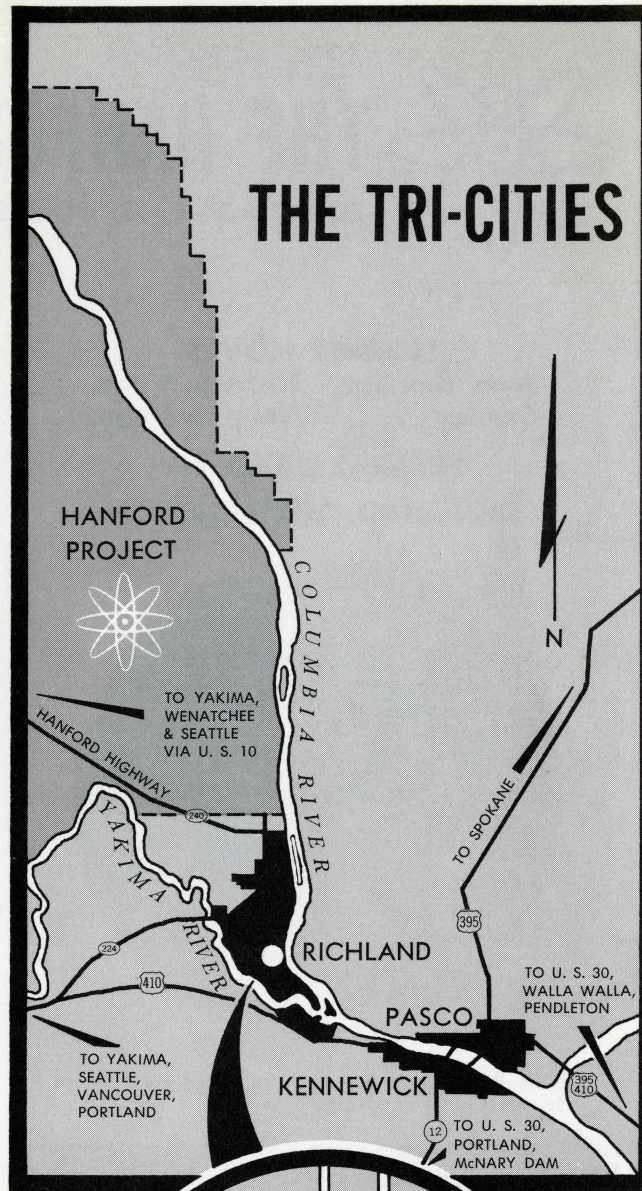 THE TRI-CITIES
HANFORD
PROJECT
COLUMBIA RIVER
N
TO YAKIMA,
WENATCHEE
& SEATTLE
VIA U. S. 10
HANFORD HIGHWAY
240
YAKIMA
RIVER
TO SPOKANE
395
224
410
RICHLAND
PASCO
TO U. S. 30,
WALLA WALLA,
PENDLETON
TO YAKIMA,
SEATTLE,
VANCOUVER,
PORTLAND
KENNEWICK
395
410
12
TO U. S. 30,
PORTLAND,
McNARY DAM